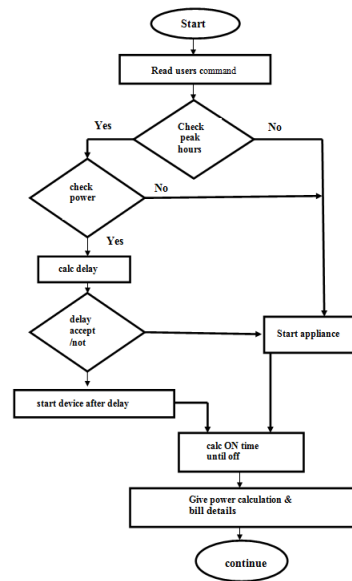 Start
Read users command
Check
peak
hours
Yes
No
check
power
No
Yes
calc delay
delay
accept
/not
Start appliance
start device after delay
calc ON time
until off
Give power calculation &
bill details
continue